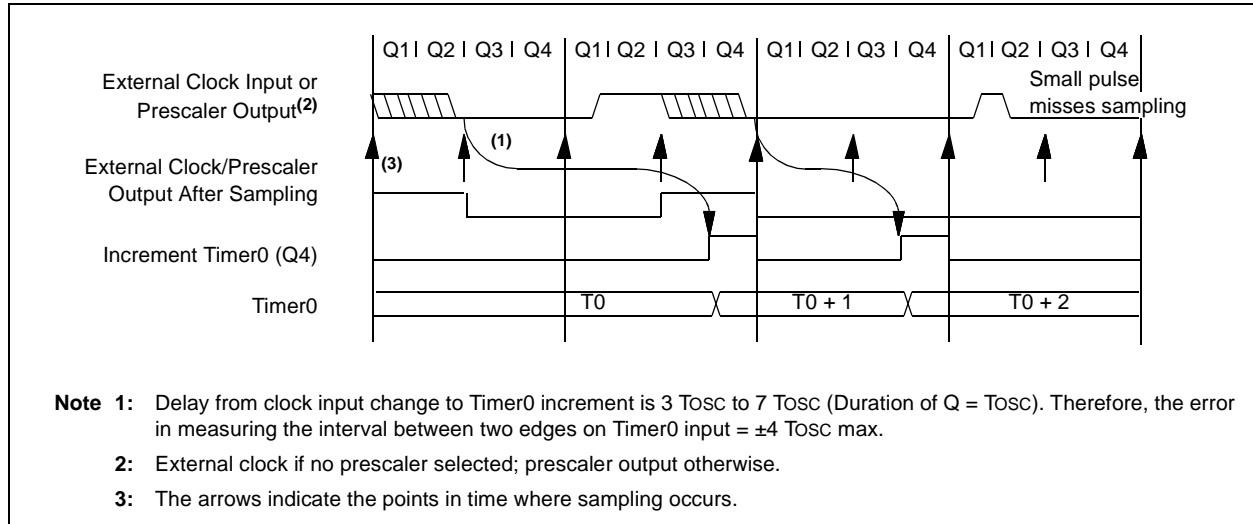 Q1 | Q2 | Q3 | Q4 Q1 | Q2 | Q3 | Q4 Q1 | Q2 | Q3 | Q4 Q1 | Q2 | Q3 | Q4
External Clock Input or
Prescaler Output(2)
Small pulse
misses sampling
(1)
(3)
External Clock/Prescaler
Output After Sampling
Increment Timer0 (Q4)
Timer0
T0 T0 + 1 T0 + 2
Note 1: Delay from clock input change to Timer0 increment is 3 TOSC to 7 TOSC (Duration of Q = TOSC). Therefore, the error
in measuring the interval between two edges on Timer0 input = ±4 TOSC max.
2: External clock if no prescaler selected; prescaler output otherwise.
3: The arrows indicate the points in time where sampling occurs.